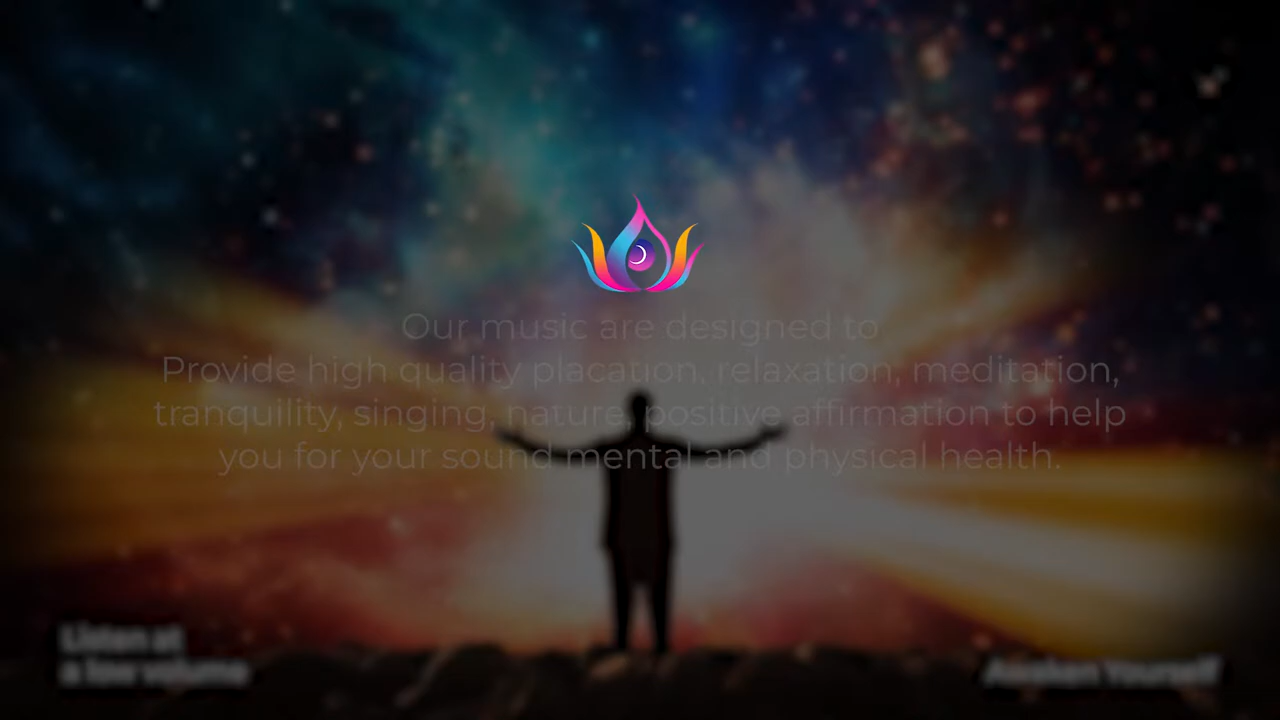 Our music are designed to
Provide high quality placation, relaxation, meditation,
tranquility, singing, nature, positive affirmation to help
you for your sound mental and physical health.
Listen at
a low volume
Awaken Yourself